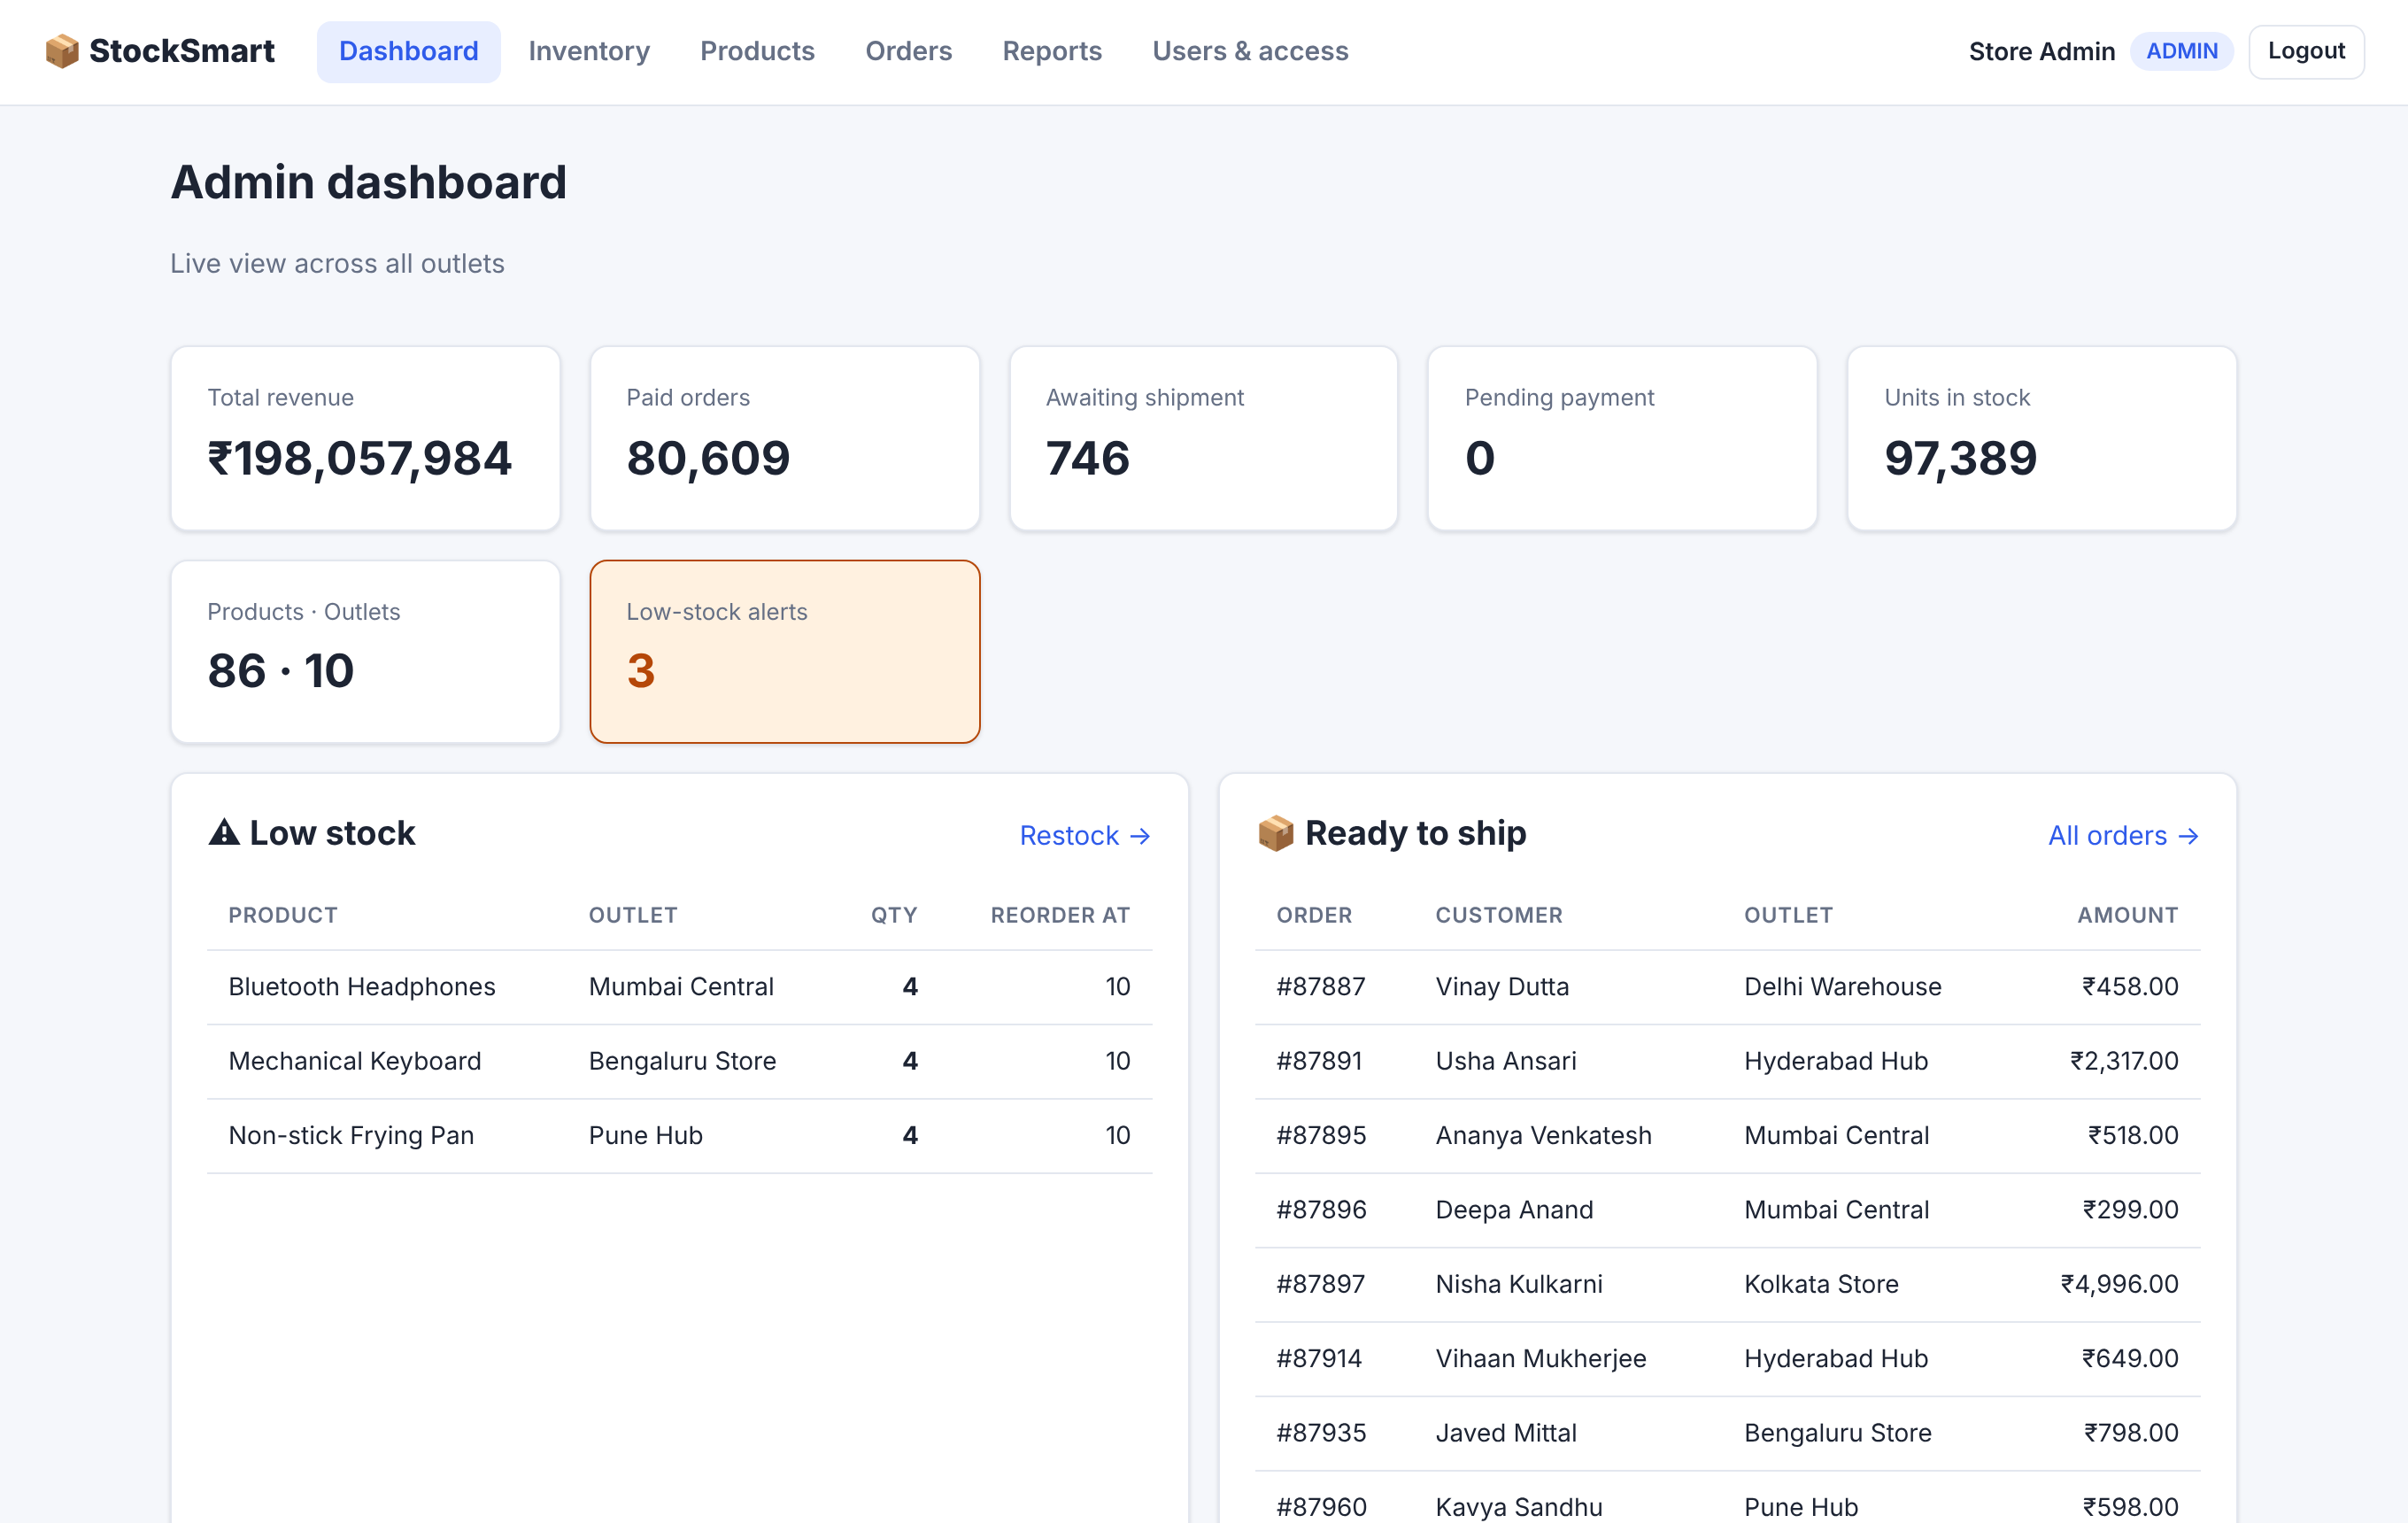 📦 StockSmart Dashboard Inventory Products Orders Reports Users & access Store Admin ADMIN Logout
Admin dashboard
Live view across all outlets
Total revenue
₹198,057,984
Paid orders
80,609
Awaiting shipment
746
Pending payment
0
Units in stock
97,389
Products · Outlets
86 · 10
Low-stock alerts
3
⚠ Low stock Restock →
PRODUCT OUTLET QTY REORDER AT
Bluetooth Headphones Mumbai Central 4 10
Mechanical Keyboard Bengaluru Store 4 10
Non-stick Frying Pan Pune Hub 4 10
📦 Ready to ship All orders →
ORDER CUSTOMER OUTLET AMOUNT
#87887 Vinay Dutta Delhi Warehouse ₹458.00
#87891 Usha Ansari Hyderabad Hub ₹2,317.00
#87895 Ananya Venkatesh Mumbai Central ₹518.00
#87896 Deepa Anand Mumbai Central ₹299.00
#87897 Nisha Kulkarni Kolkata Store ₹4,996.00
#87914 Vihaan Mukherjee Hyderabad Hub ₹649.00
#87935 Javed Mittal Bengaluru Store ₹798.00
#87960 Kavya Sandhu Pune Hub ₹598.00